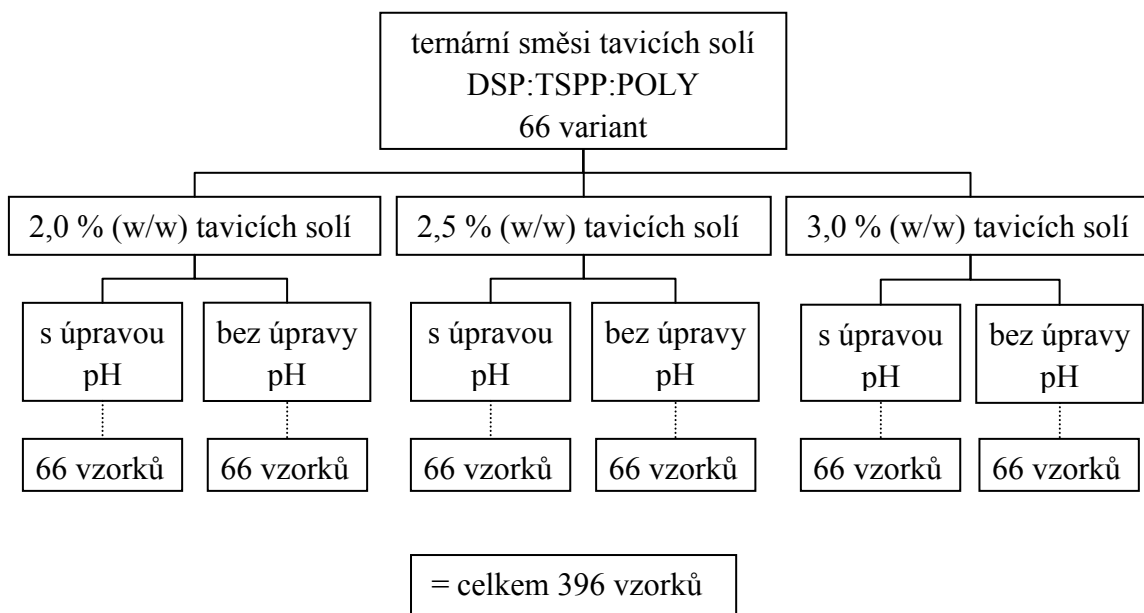 ternární směsi tavicích solí
DSP:TSPP:POLY
66 variant
2,0 % (w/w) tavicích solí
2,5 % (w/w) tavicích solí
3,0 % (w/w) tavicích solí
s úpravou
pH
bez úpravy
pH
s úpravou
pH
bez úpravy
pH
s úpravou
pH
bez úpravy
pH
66 vzorků
66 vzorků
66 vzorků
66 vzorků
66 vzorků
66 vzorků
= celkem 396 vzorků